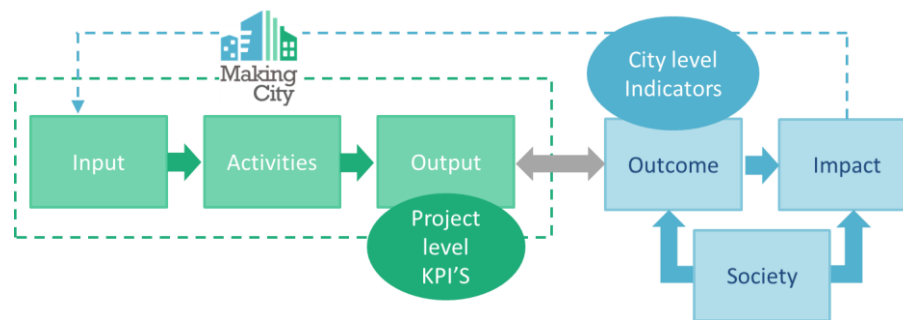 Making
City
City level
Indicators
Input
Activities
Output
Outcome
Impact
Project
level
KPI'S
Society